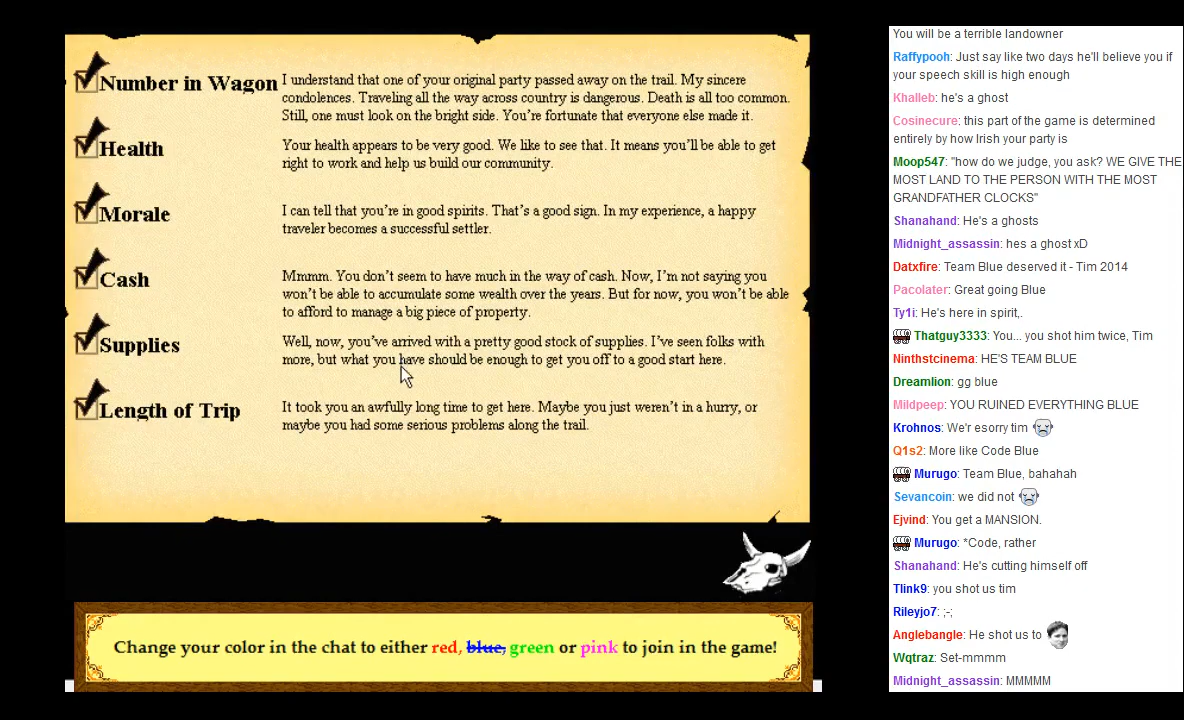 Number in Wagon
I understand that one of your original party passed away on the trail. My sincere
condolences. Traveling all the way across country is dangerous. Death is all too common.
Still, one must look on the bright side. You're fortunate that everyone else made it.
Health
Your health appears to be very good. We like to see that. It means you'll be able to get
right to work and help us build our community.
Morale
I can tell that you're in good spirits. That's a good sign. In my experience, a happy
traveler becomes a successful settler.
Cash
Mmmm. You don't seem to have much in the way of cash. Now, I'm not saying you
won't be able to accumulate some wealth over the years. But for now, you won't be able
to afford to manage a big piece of property.
Supplies
Well, now, you've arrived with a pretty good stock of supplies. I've seen folks with
more, but what you have should be enough to get you off to a good start here.
Length of Trip
It took you an awfully long time to get here. Maybe you just weren't in a hurry, or
maybe you had some serious problems along the trail.
Change your color in the chat to either red, blue, green or pink to join in the game!
You will be a terrible landowner
Raffypooh: Just say like two days he'll believe you if
your speech skill is high enough
Khalleb: he's a ghost
Cosinecure: this part of the game is determined
entirely by how Irish your party is
Moop547: "how do we judge, you ask? WE GIVE THE
MOST LAND TO THE PERSON WITH THE MOST
GRANDFATHER CLOCKS"
Shanahand: He's a ghosts
Midnight_assassin: hes a ghost xD
Datxfire: Team Blue deserved it - Tim 2014
Pacolater: Great going Blue
Ty1i: He's here in spirit,.
Thatguy3333: You... you shot him twice, Tim
Ninthstcinema: HE'S TEAM BLUE
Dreamlion: gg blue
Mildpeep: YOU RUINED EVERYTHING BLUE
Krohnos: We'r esorry tim
Q1s2: More like Code Blue
Murugo: Team Blue, bahahah
Sevancoin: we did not
Ejvind: You get a MANSION.
Murugo: *Code, rather
Shanahand: He's cutting himself off
Tlink9: you shot us tim
Rileyjo7: ;-;
Anglebangle: He shot us to
Wqtraz: Set-mmmm
Midnight_assassin: MMMMM